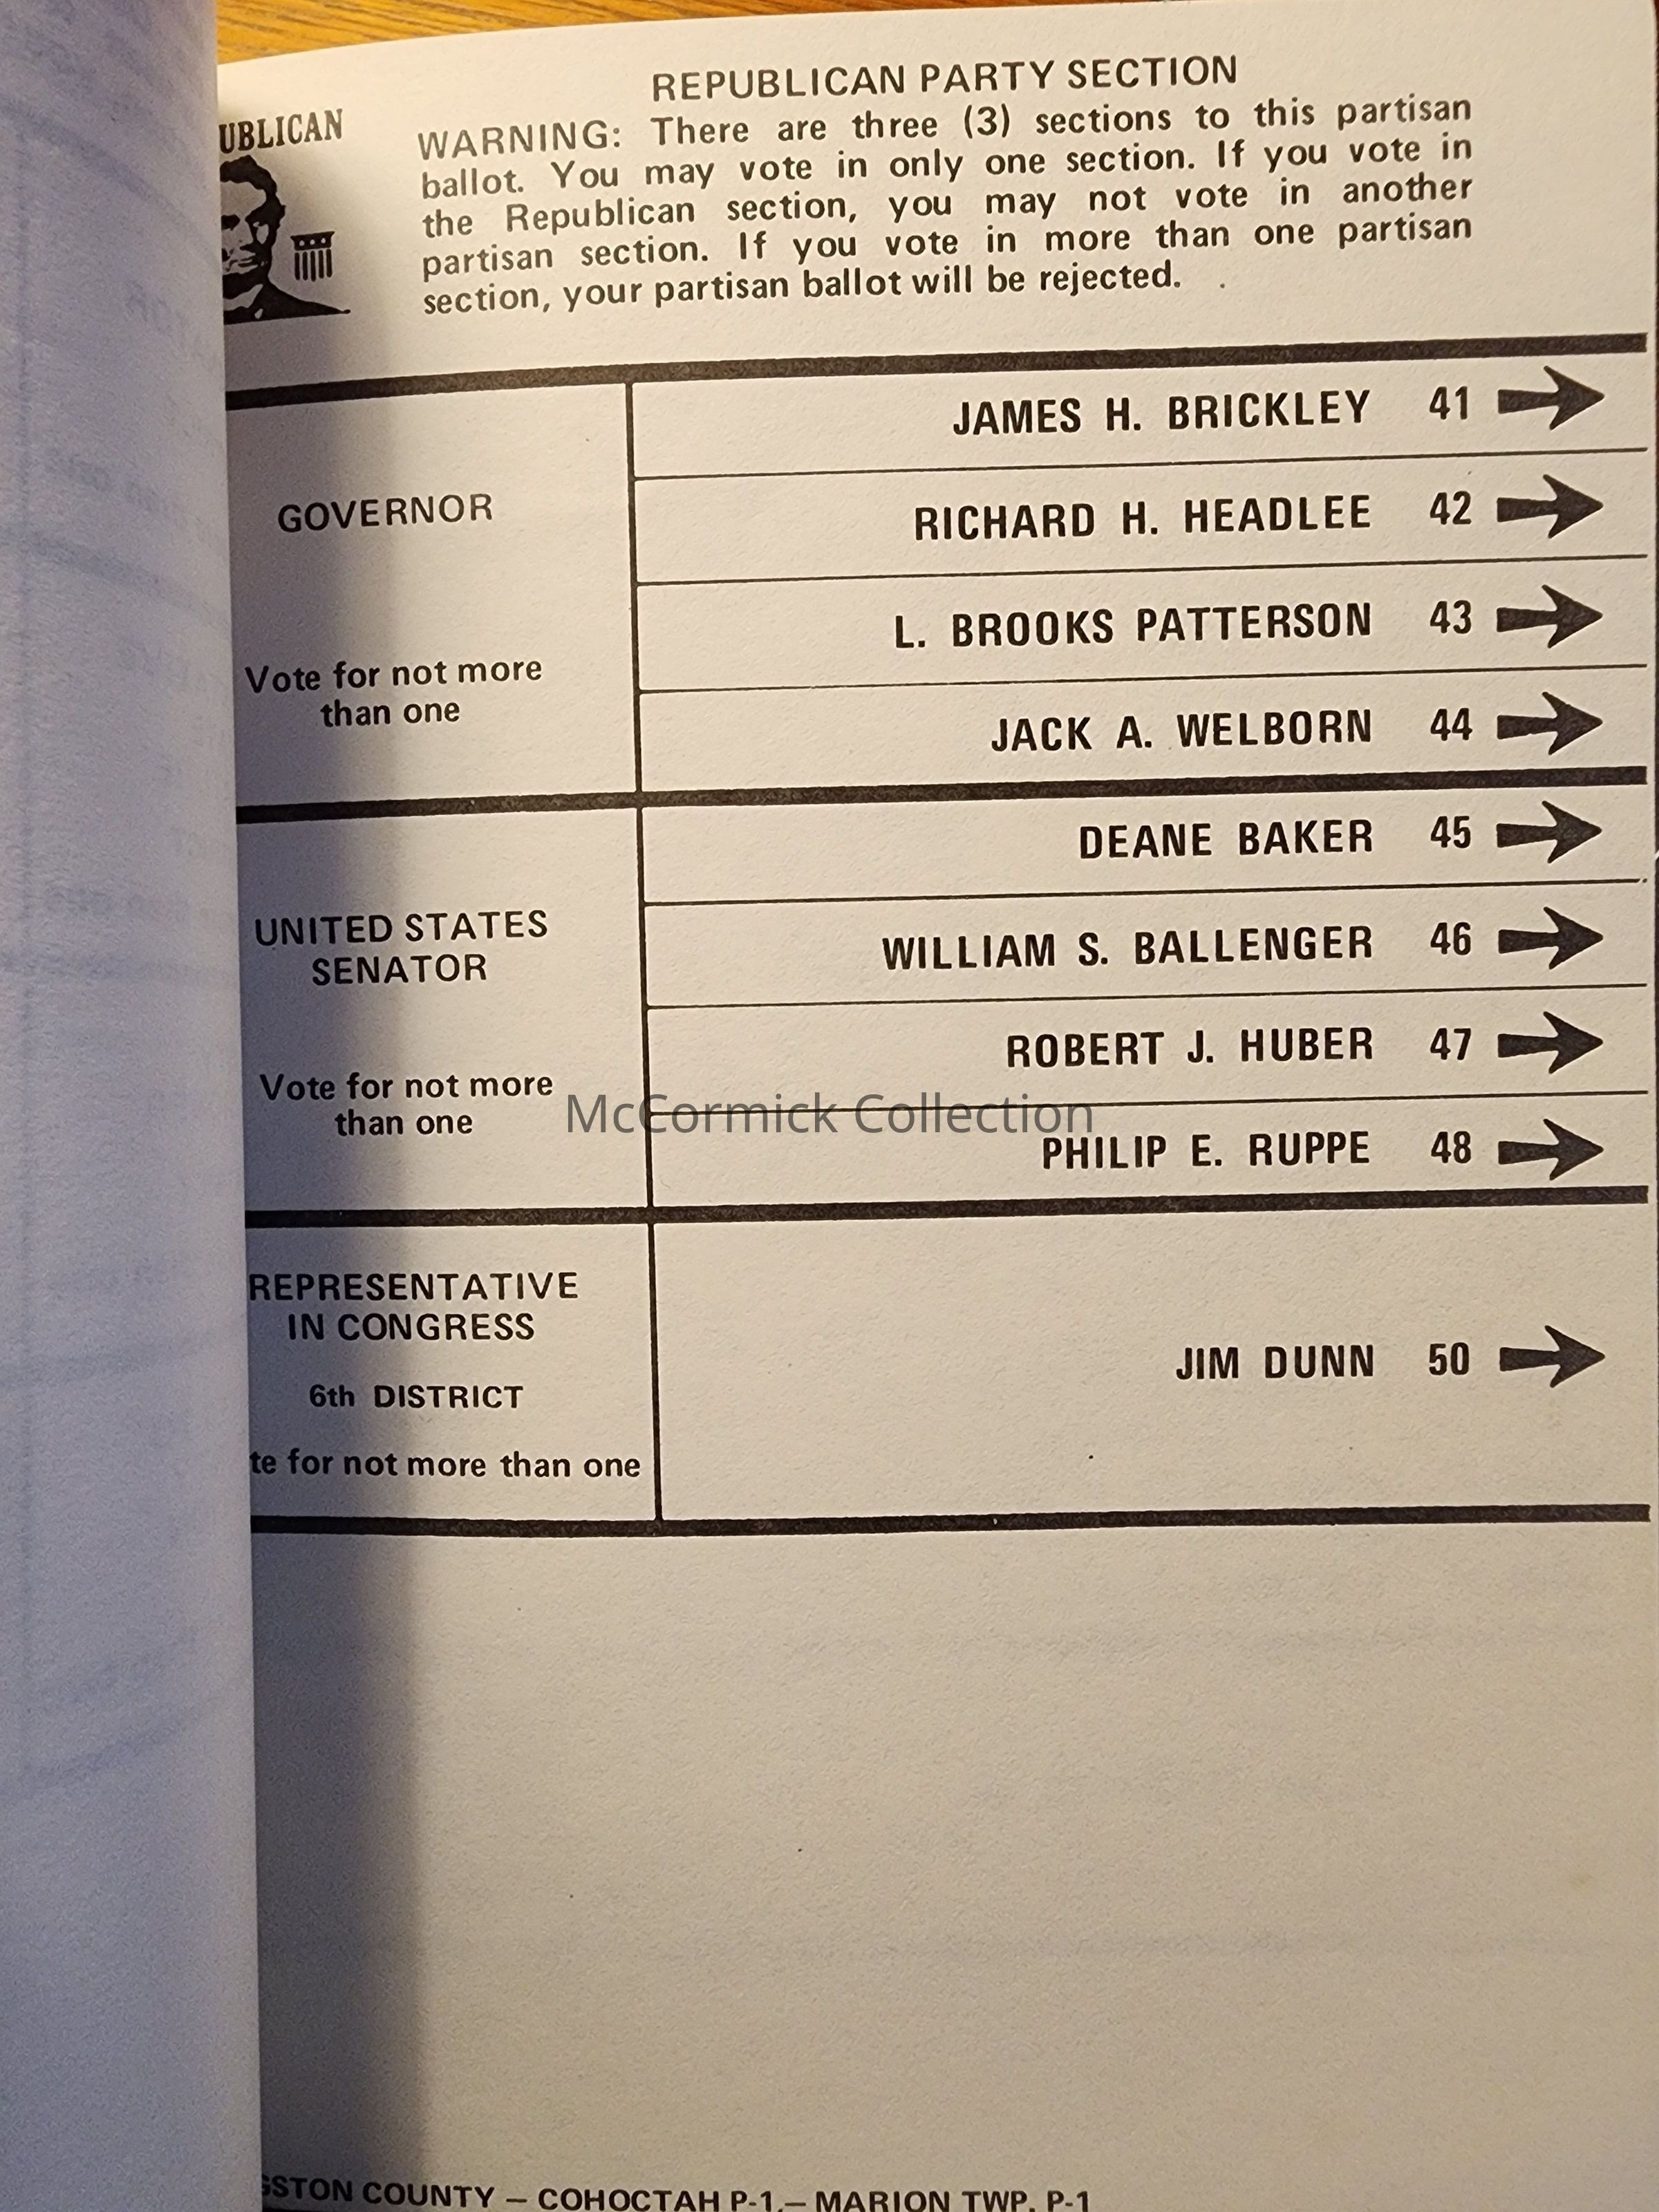 REPUBLICAN PARTY SECTION
UBLICAN
WARNING: There are three (3) sections to this partisan
ballot. You may vote in only one section. If you vote in
the Republican section, you may not vote in another
partisan section. If you vote in more than one partisan
section, your partisan ballot will be rejected.
GOVERNOR
Vote for not more
than one
JAMES H. BRICKLEY 41
RICHARD H. HEADLEE 42
L. BROOKS PATTERSON 43
JACK A. WELBORN 44
UNITED STATES
SENATOR
Vote for not more
than one
DEANE BAKER 45
WILLIAM S. BALLENGER 46
ROBERT J. HUBER 47
McCormick Collection
PHILIP E. RUPPE 48
REPRESENTATIVE
IN CONGRESS
6th DISTRICT
te for not more than one
JIM DUNN 50
GSTON COUNTY – COHOCTAH P-1,– MARION TWP. P-1